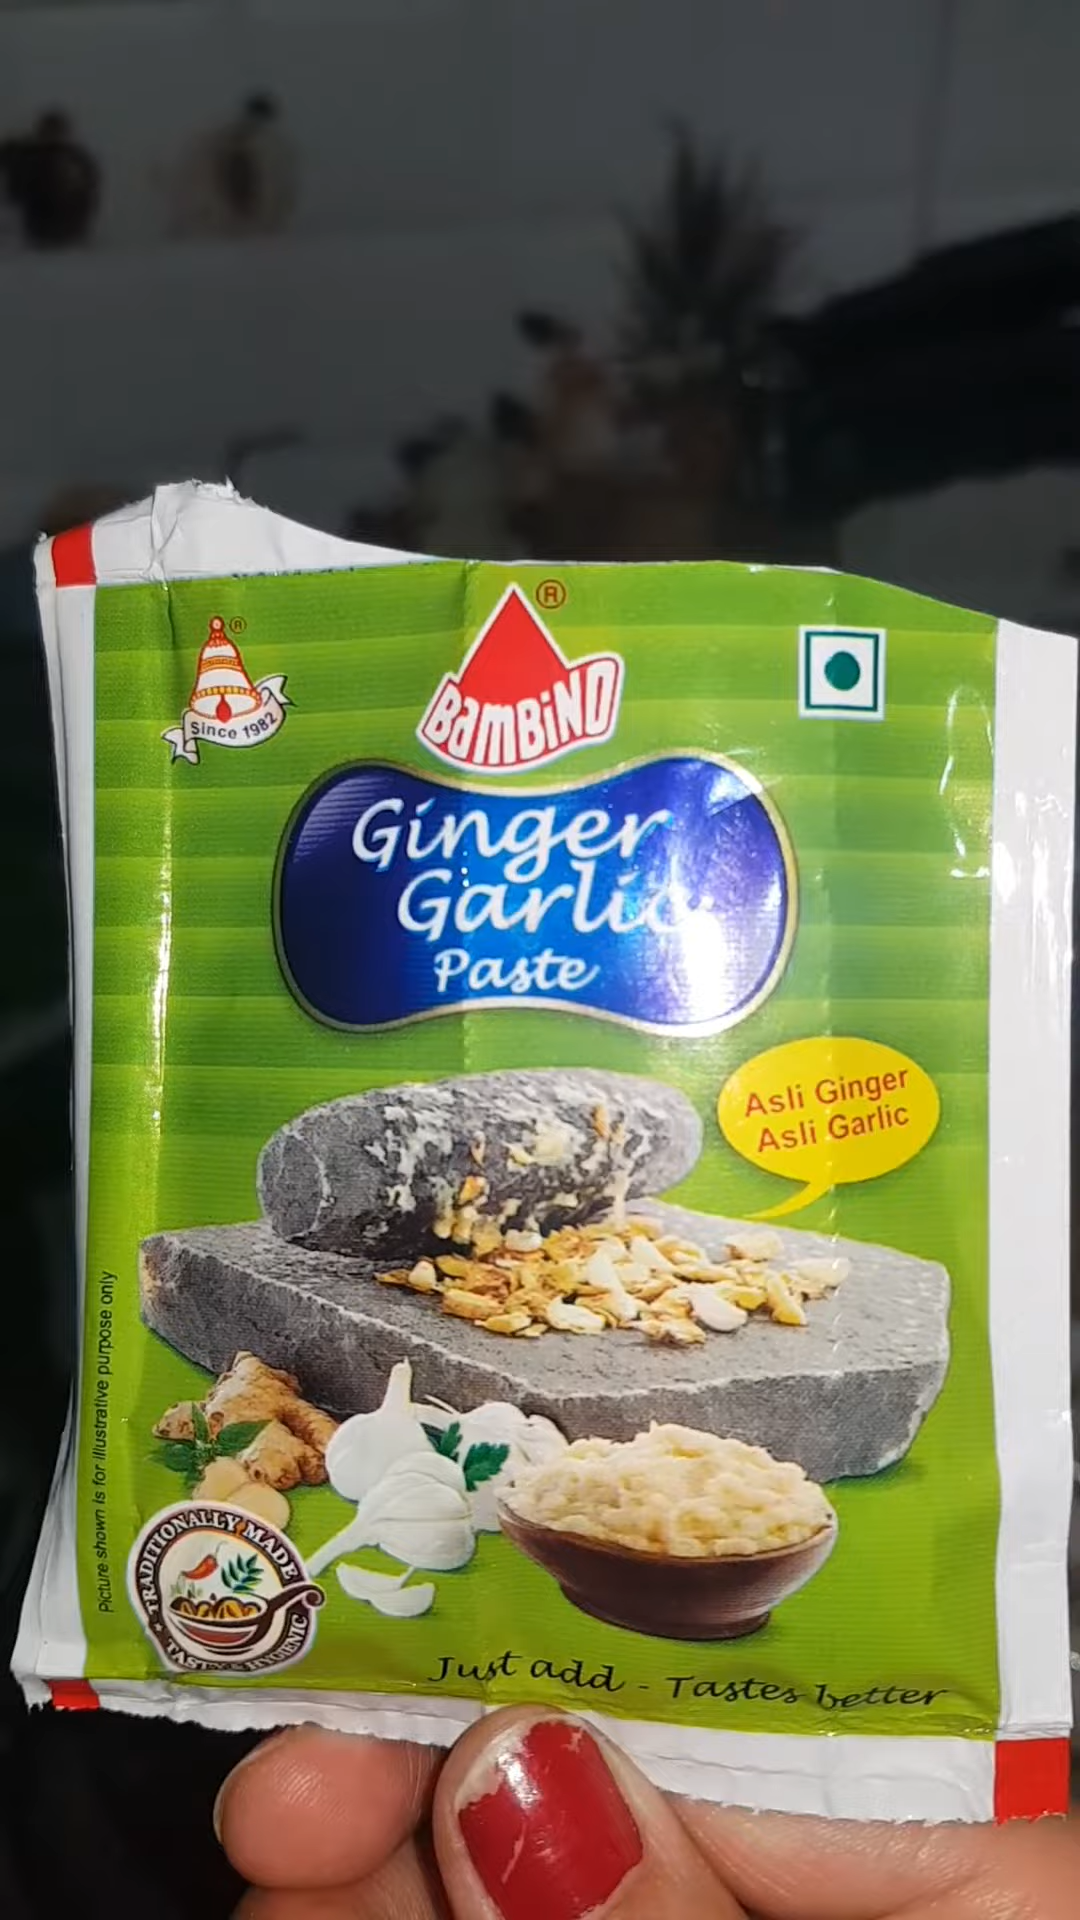 ®
Since 1982
BAMBINO
®
Ginger
Garlic
Paste
Asli Ginger
Asli Garlic
Picture shown is for illustrative purpose only
TRADITIONALLY MADE
TASTY & HYGIENIC
Just add - Tastes better